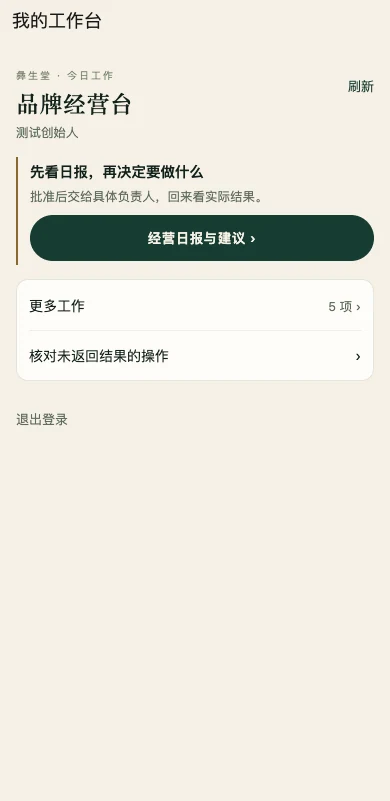 我的工作台
彝生堂 · 今日工作
品牌经营台
刷新
测试创始人
先看日报，再决定要做什么
批准后交给具体负责人，回来看实际结果。
经营日报与建议 ›
更多工作 5 项 ›
核对未返回结果的操作 ›
退出登录